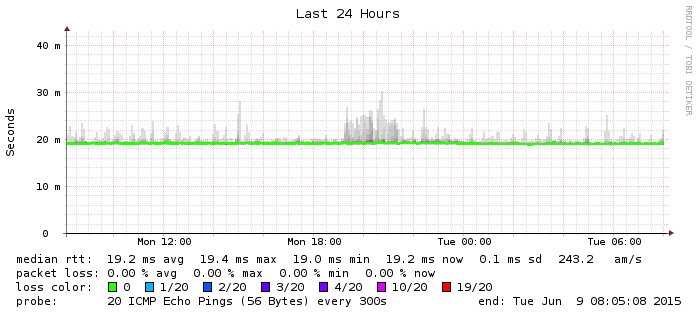 Last 24 Hours
RRDTOOL / TOBI OETIKER
Seconds
40 m
30 m
20 m
10 m
0
Mon 12:00 Mon 18:00 Tue 00:00 Tue 06:00
median rtt: 19.2 ms avg 19.4 ms max 19.0 ms min 19.2 ms now 0.1 ms sd 243.2 am/s
packet loss: 0.00 % avg 0.00 % max 0.00 % min 0.00 % now
loss color: 0 1/20 2/20 3/20 4/20 10/20 19/20
probe: 20 ICMP Echo Pings (56 Bytes) every 300s end: Tue Jun 9 08:05:08 2015